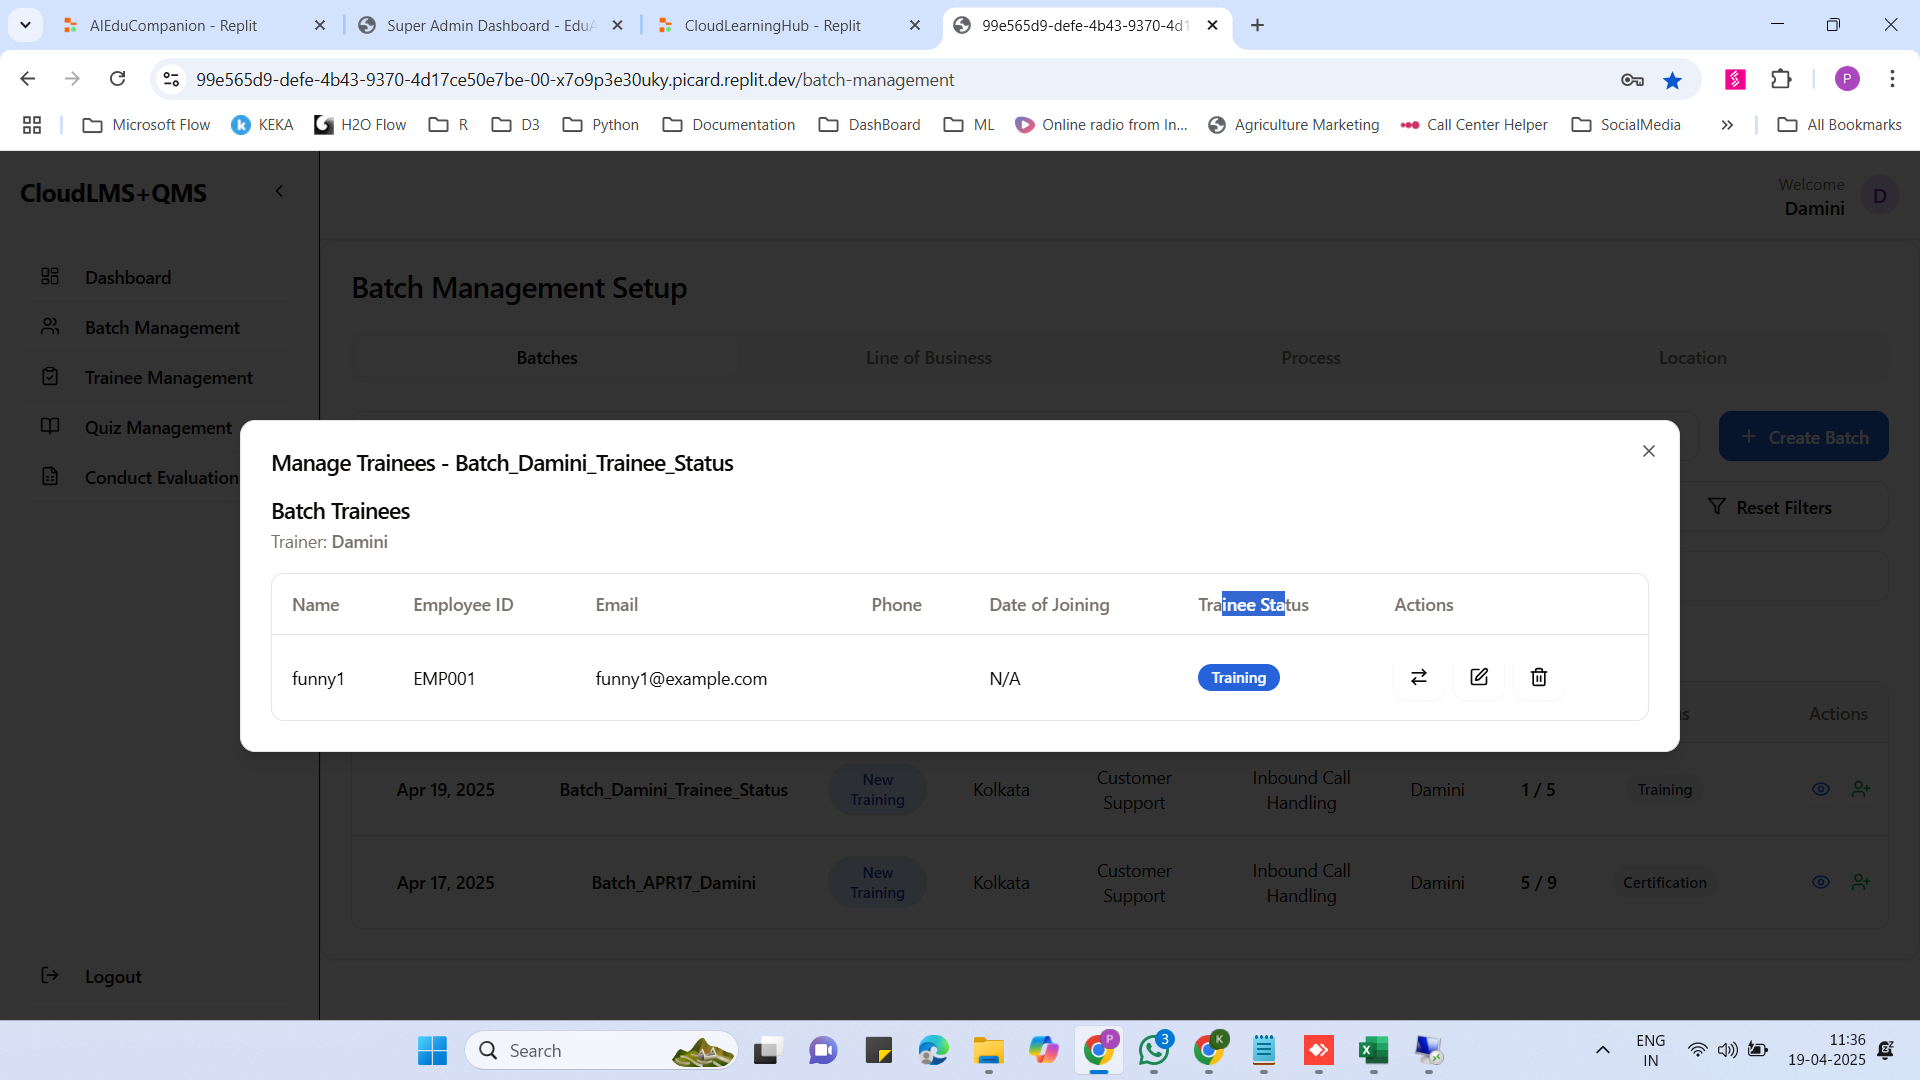 AIEduCompanion - Replit
Super Admin Dashboard - EduA
CloudLearningHub - Replit
99e565d9-defe-4b43-9370-4d1
99e565d9-defe-4b43-9370-4d17ce50e7be-00-x7o9p3e30uky.picard.replit.dev/batch-management
P
Microsoft Flow
KEKA
H2O Flow
R
D3
Python
Documentation
DashBoard
ML
Online radio from In...
Agriculture Marketing
Call Center Helper
SocialMedia
All Bookmarks
CloudLMS+QMS
Welcome
Damini
D
Dashboard
Batch Management
Trainee Management
Quiz Management
Conduct Evaluation
Logout
Batch Management Setup
Batches
Line of Business
Process
Location
Create Batch
Reset Filters
Manage Trainees - Batch_Damini_Trainee_Status
Batch Trainees
Trainer: Damini
Name Employee ID Email Phone Date of Joining Trainee Status Actions
funny1 EMP001 funny1@example.com N/A Training
s Actions
Apr 19, 2025 Batch_Damini_Trainee_Status New Training Kolkata Customer Support Inbound Call Handling Damini 1 / 5 Training
Apr 17, 2025 Batch_APR17_Damini New Training Kolkata Customer Support Inbound Call Handling Damini 5 / 9 Certification
Search
P
3
K
ENG
IN
11:36
19-04-2025